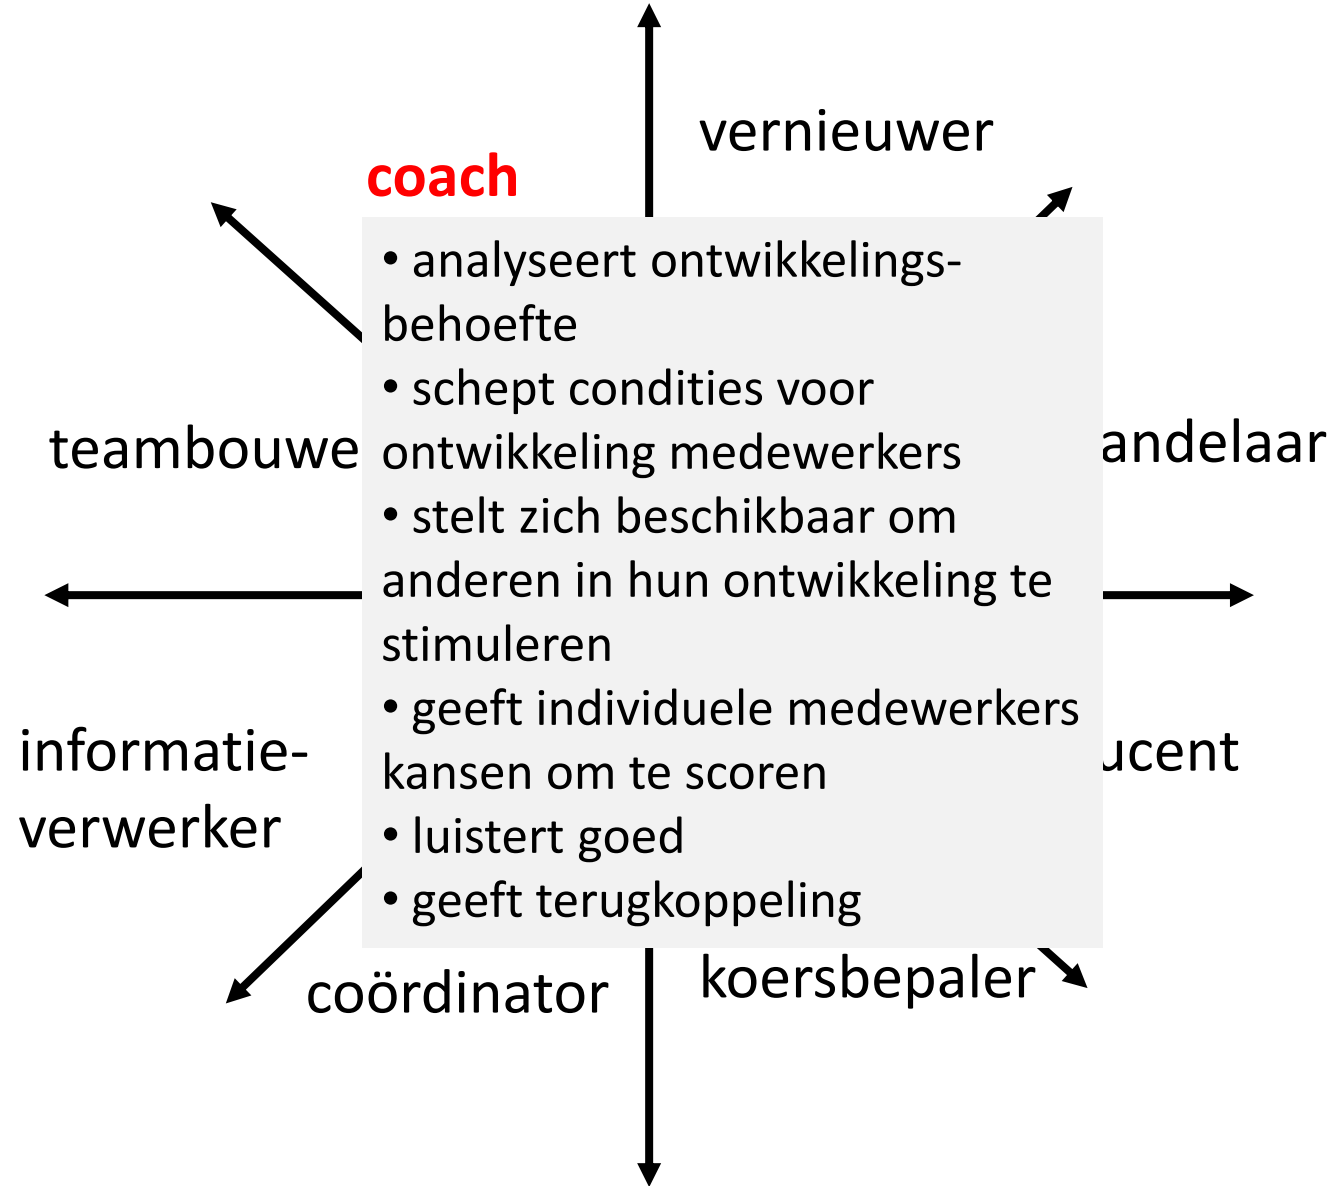 vernieuwer
coach
• analyseert ontwikkelings-
behoefte
• schept condities voor
ontwikkeling medewerkers
• stelt zich beschikbaar om
anderen in hun ontwikkeling te
stimuleren
• geeft individuele medewerkers
kansen om te scoren
• luistert goed
• geeft terugkoppeling
teambouwe
andelaar
informatie-
verwerker
ucent
coördinator
koersbepaler